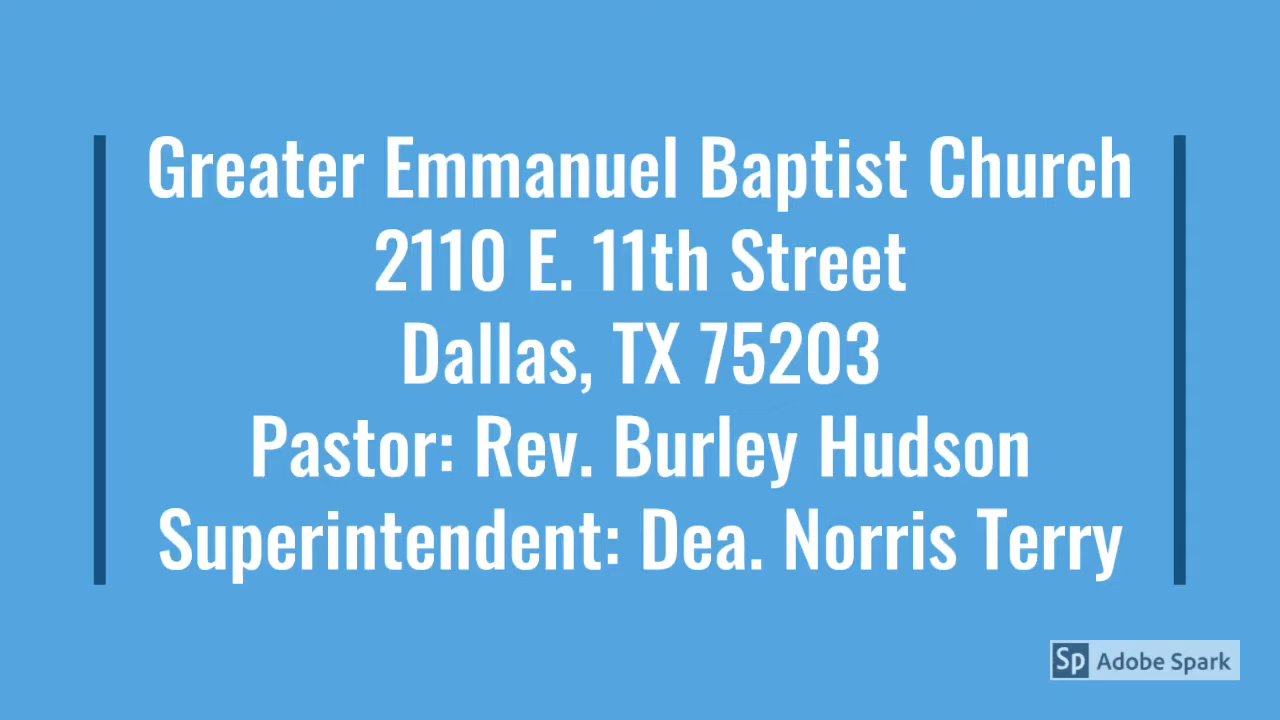 Greater Emmanuel Baptist Church
2110 E. 11th Street
Dallas, TX 75203
Pastor: Rev. Burley Hudson
Superintendent: Dea. Norris Terry
Sp Adobe Spark